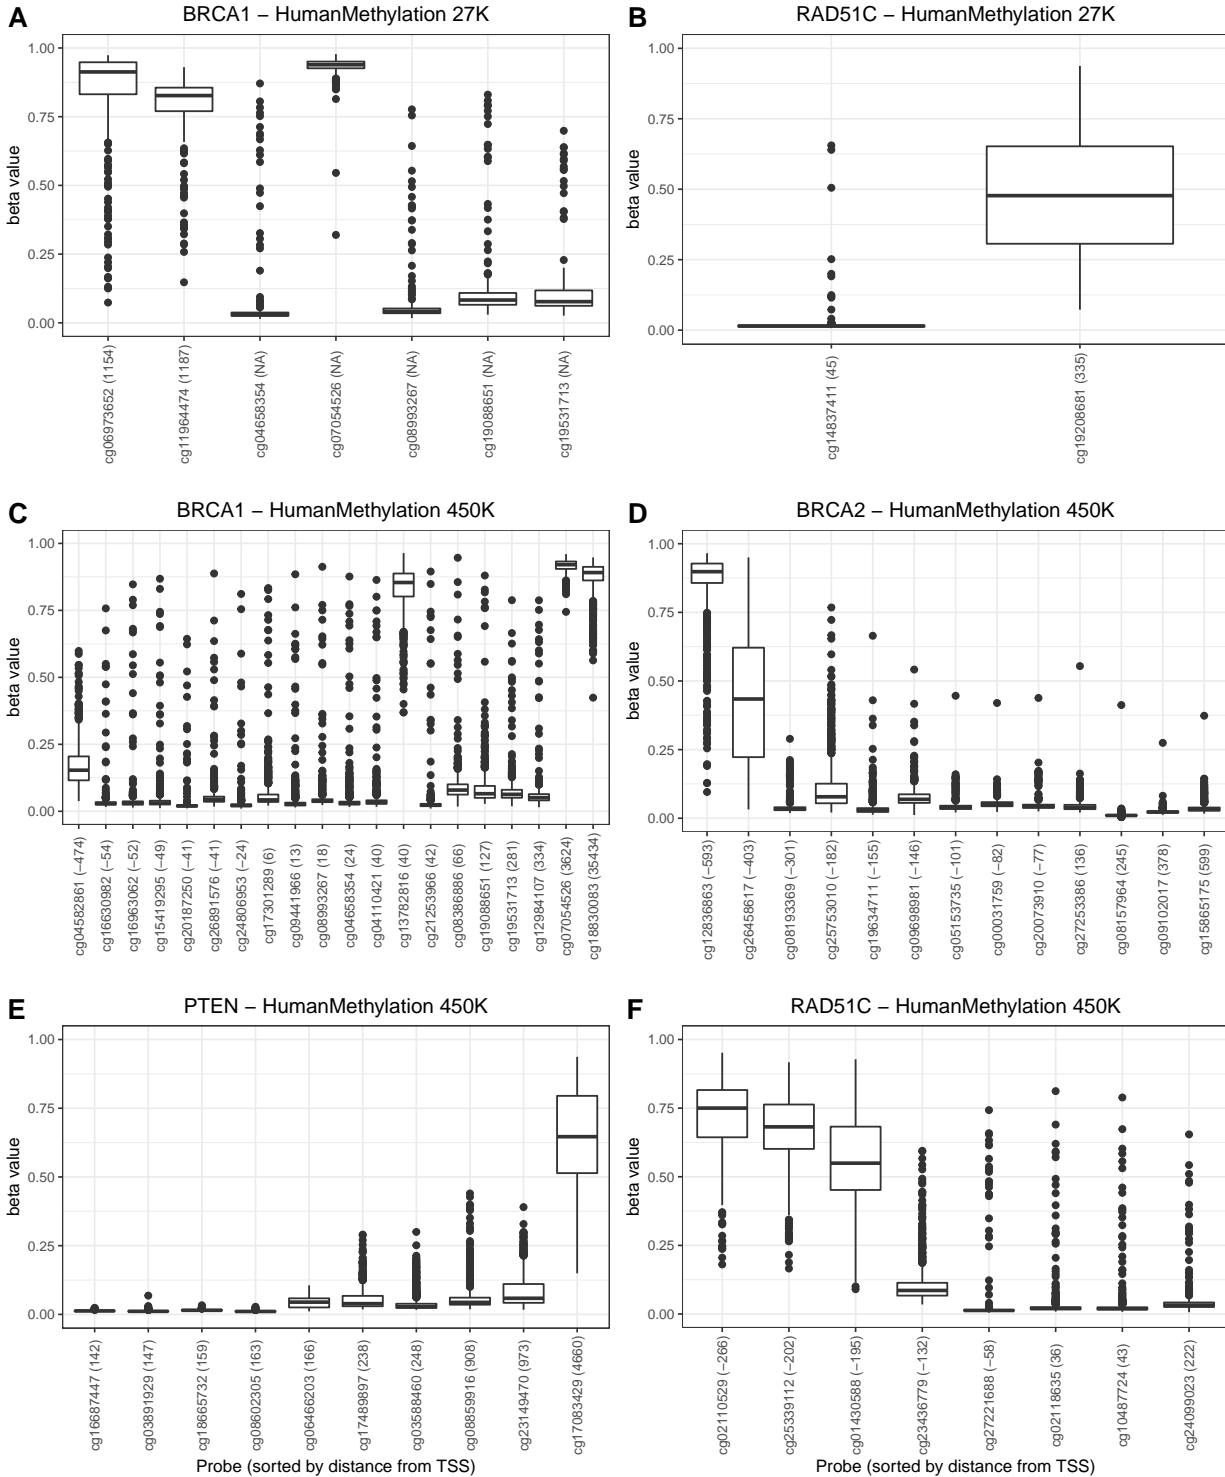 A
BRCA1 – HumanMethylation 27K
beta value
1.00
0.75
0.50
0.25
0.00
cg06973652 (1154)
cg11964474 (1187)
cg04658354 (NA)
cg07054526 (NA)
cg08993267 (NA)
cg19088651 (NA)
cg19531713 (NA)
B
RAD51C – HumanMethylation 27K
beta value
1.00
0.75
0.50
0.25
0.00
cg14837411 (45)
cg19208681 (335)
C
BRCA1 – HumanMethylation 450K
beta value
1.00
0.75
0.50
0.25
0.00
cg04582861 (−474)
cg16630982 (−54)
cg16963062 (−52)
cg15419295 (−49)
cg20187250 (−41)
cg26891576 (−41)
cg24806953 (−24)
cg17301289 (6)
cg09441966 (13)
cg08993267 (18)
cg04658354 (24)
cg04110421 (40)
cg13782816 (40)
cg21253966 (42)
cg08386886 (66)
cg19088651 (127)
cg19531713 (281)
cg12984107 (334)
cg07054526 (3624)
cg18830083 (35434)
D
BRCA2 – HumanMethylation 450K
beta value
1.00
0.75
0.50
0.25
0.00
cg12836863 (−593)
cg26458617 (−403)
cg08193369 (−301)
cg25753010 (−182)
cg19634711 (−155)
cg09698981 (−146)
cg05153735 (−101)
cg00031759 (−82)
cg20073910 (−77)
cg27253386 (136)
cg08157964 (245)
cg09102017 (378)
cg15865175 (599)
E
PTEN – HumanMethylation 450K
beta value
1.00
0.75
0.50
0.25
0.00
cg16687447 (142)
cg03891929 (147)
cg18665732 (159)
cg08602305 (163)
cg06466203 (166)
cg17489897 (238)
cg03588460 (248)
cg08859916 (908)
cg23149470 (973)
cg17083429 (4660)
Probe (sorted by distance from TSS)
F
RAD51C – HumanMethylation 450K
beta value
1.00
0.75
0.50
0.25
0.00
cg02110529 (−266)
cg25339112 (−202)
cg01430588 (−195)
cg23436779 (−132)
cg27221688 (−58)
cg02118635 (36)
cg10487724 (43)
cg24099023 (222)
Probe (sorted by distance from TSS)